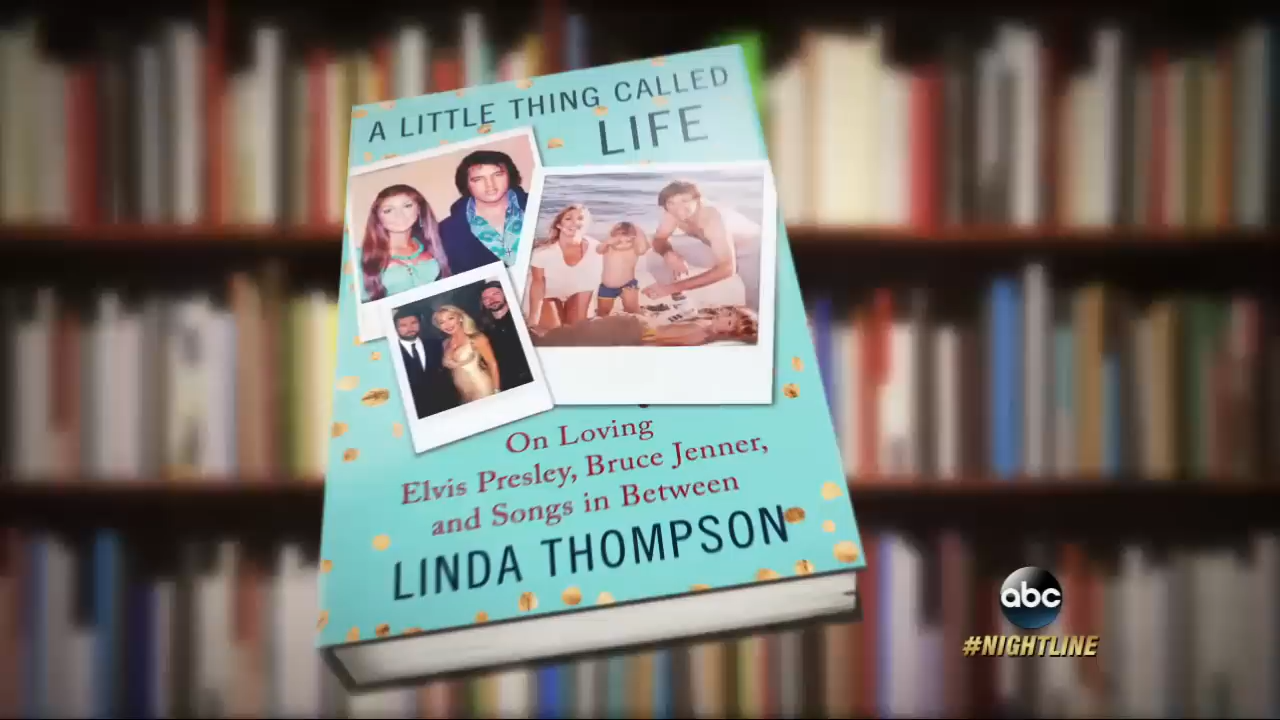 A LITTLE THING CALLED
LIFE
On Loving
Elvis Presley, Bruce Jenner,
and Songs in Between
LINDA THOMPSON
abc
#NIGHTLINE